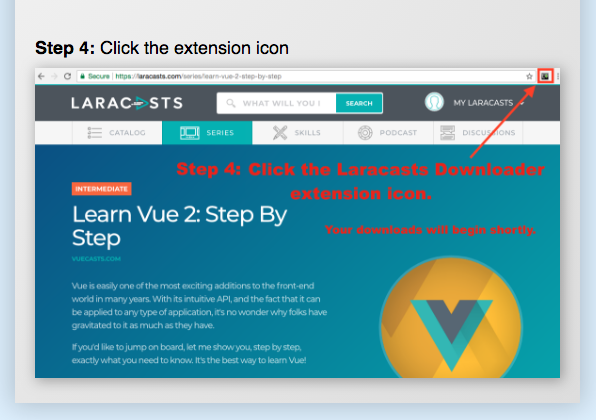 Step 4: Click the extension icon
Secure | https://laracasts.com/series/learn-vue-2-step-by-step
LARACASTS
WHAT WILL YOU I
SEARCH
MY LARACASTS
CATALOG
SERIES
SKILLS
PODCAST
DISCUSSIONS
Step 4: Click the Laracasts Downloader
extension icon.
INTERMEDIATE
Learn Vue 2: Step By
Step
Your downloads will begin shortly.
VUECASTS.COM
Vue is easily one of the most exciting additions to the front-end
world in many years. With its intuitive API, and the fact that it can
be applied to any type of application, it's no wonder why folks have
gravitated to it as much as they have.
If you'd like to jump on board, let me show you, step by step,
exactly what you need to know. It's the best way to learn Vue!